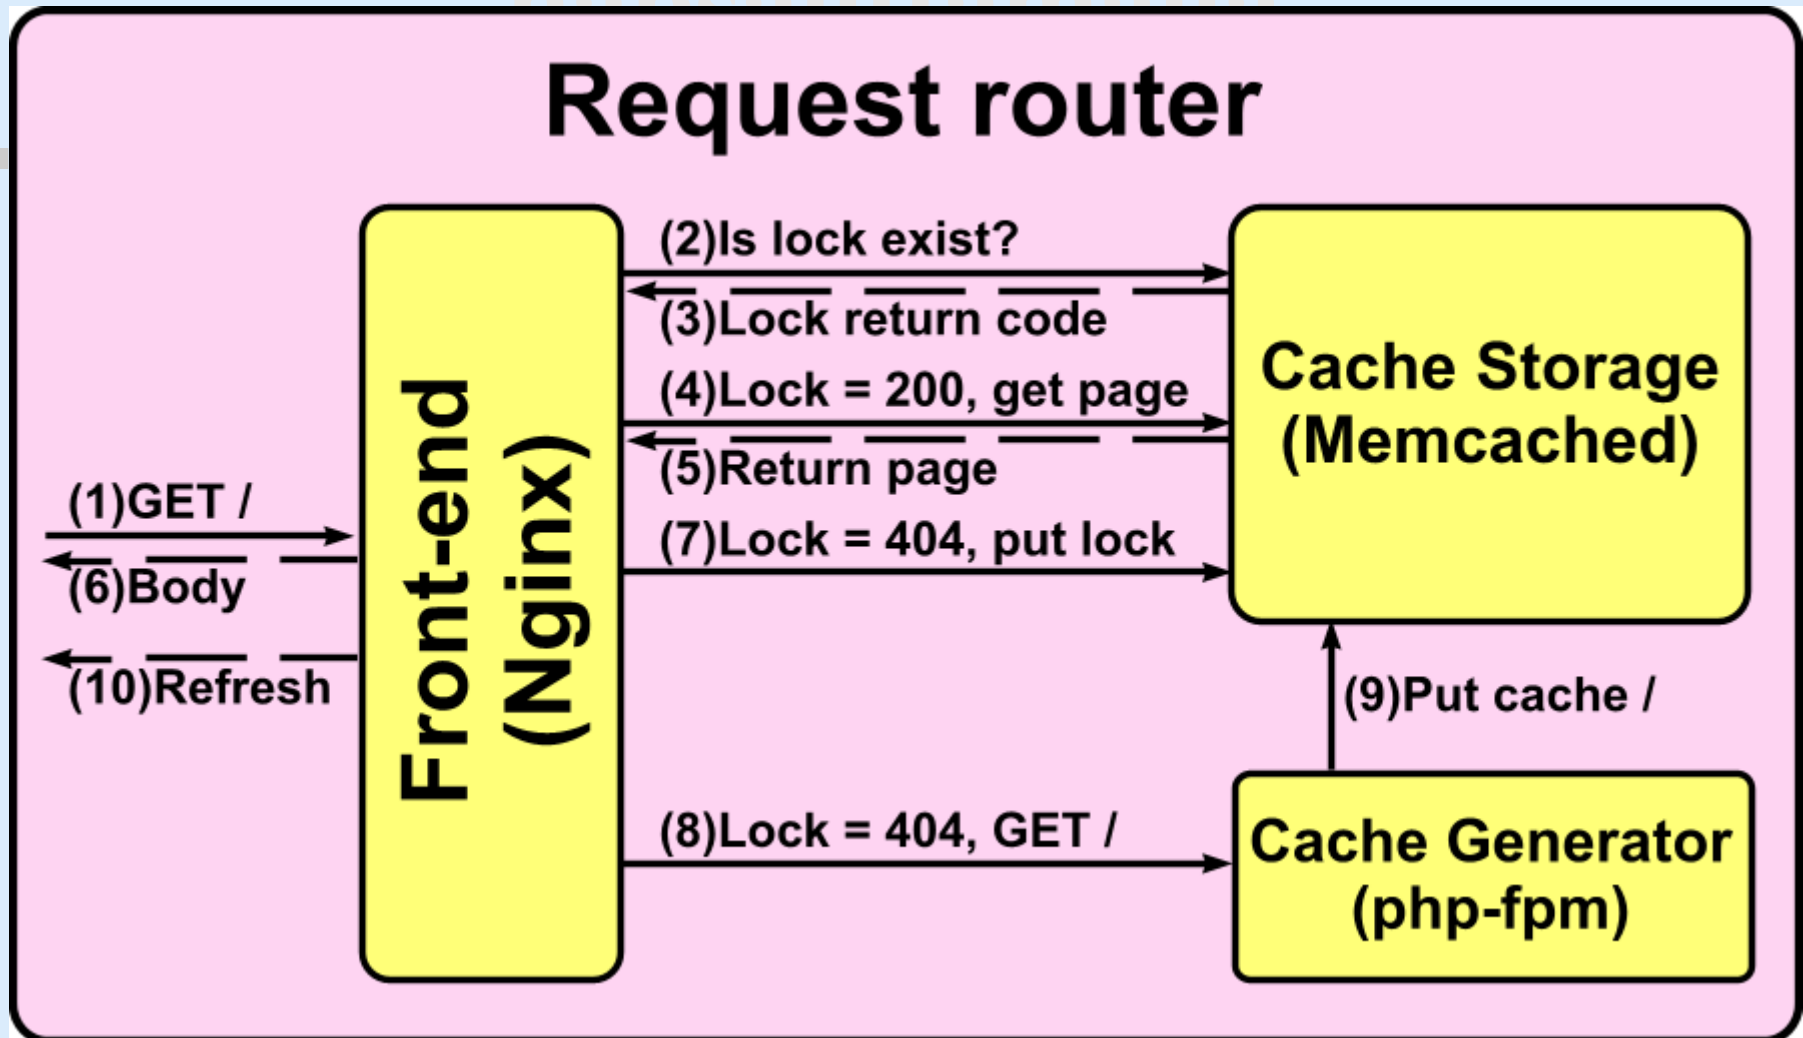 Request router
(2)Is lock exist?
(3)Lock return code
(4)Lock = 200, get page
(5)Return page
(7)Lock = 404, put lock
Cache Storage
(Memcached)
(1)GET /
(6)Body
(10)Refresh
Front-end
(Nginx)
(9)Put cache /
(8)Lock = 404, GET /
Cache Generator
(php-fpm)